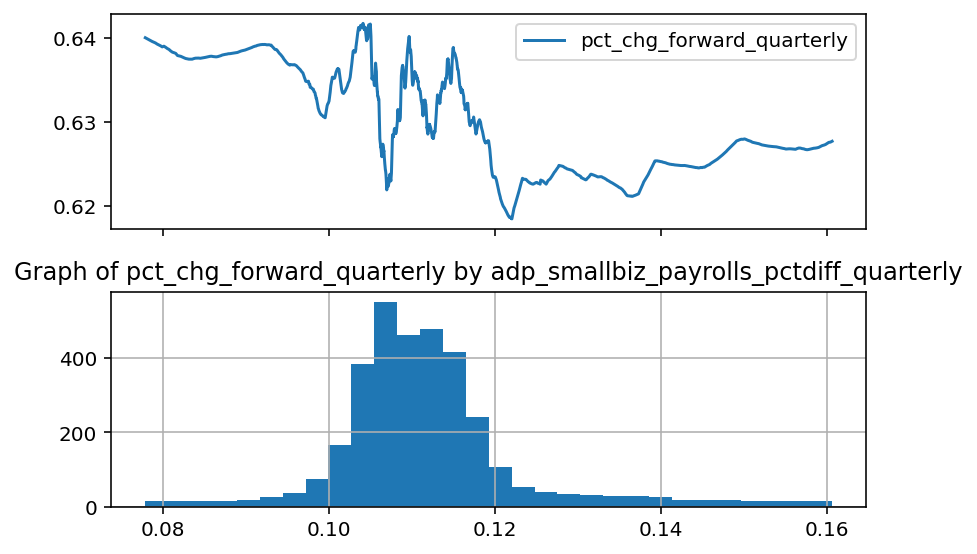 0.64
pct_chg_forward_quarterly
0.63
0.62
Graph of pct_chg_forward_quarterly by adp_smallbiz_payrolls_pctdiff_quarterly
400
200
0
0.08 0.10 0.12 0.14 0.16